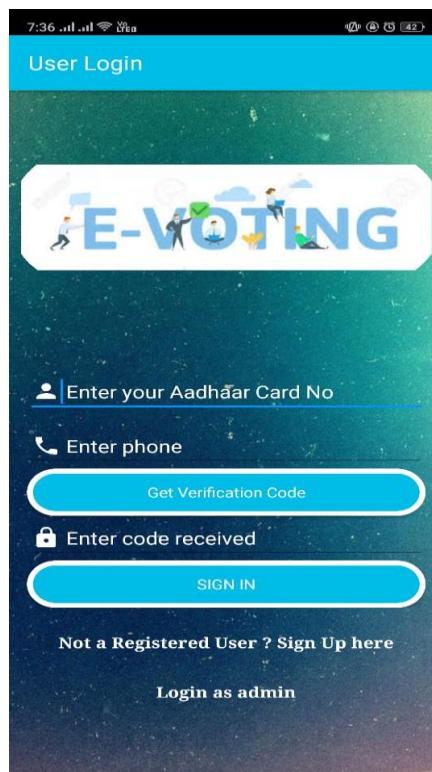 7:36
42
User Login
E-VOTING
Enter your Aadhaar Card No
Enter phone
Get Verification Code
Enter code received
SIGN IN
Not a Registered User ? Sign Up here
Login as admin